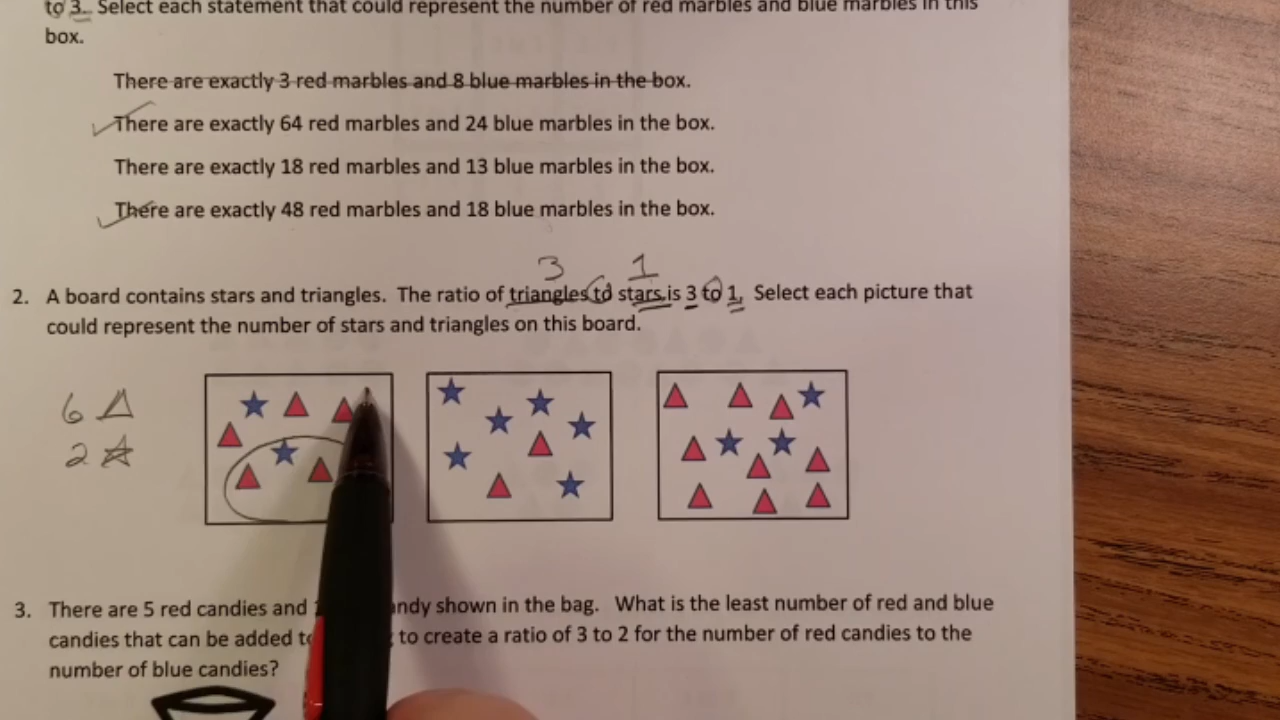 to 3. Select each statement that could represent the number of red marbles and blue marbles in this
box.
There are exactly 3 red marbles and 8 blue marbles in the box.
There are exactly 64 red marbles and 24 blue marbles in the box.
There are exactly 18 red marbles and 13 blue marbles in the box.
There are exactly 48 red marbles and 18 blue marbles in the box.
3 1
2. A board contains stars and triangles. The ratio of triangles to stars is 3 to 1. Select each picture that
could represent the number of stars and triangles on this board.
6
2
3. There are 5 red candies and andy shown in the bag. What is the least number of red and blue
candies that can be added to to create a ratio of 3 to 2 for the number of red candies to the
number of blue candies?